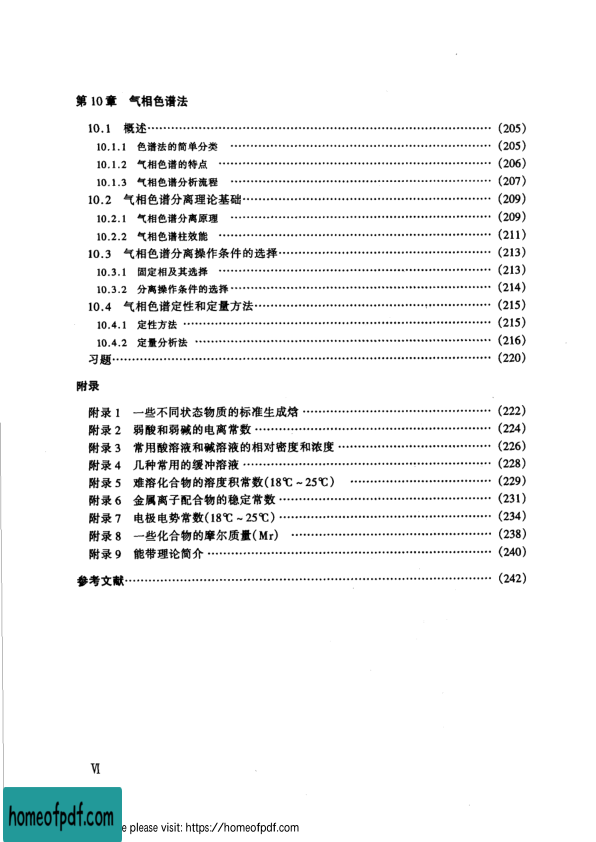 第10章 气相色谱法
10.1 概述……(205)
10.1.1 色谱法的简单分类……(205)
10.1.2 气相色谱的特点……(206)
10.1.3 气相色谱分析流程……(207)
10.2 气相色谱分离理论基础……(209)
10.2.1 气相色谱分离原理……(209)
10.2.2 气相色谱柱效能……(211)
10.3 气相色谱分离操作条件的选择……(213)
10.3.1 固定相及其选择……(213)
10.3.2 分离操作条件的选择……(214)
10.4 气相色谱定性和定量方法……(215)
10.4.1 定性方法……(215)
10.4.2 定量分析法……(216)
习题……(220)
附录
附录1 一些不同状态物质的标准生成焓……(222)
附录2 弱酸和弱碱的电离常数……(224)
附录3 常用酸溶液和碱溶液的相对密度和浓度……(226)
附录4 几种常用的缓冲溶液……(228)
附录5 难溶化合物的溶度积常数(18℃~25℃)……(229)
附录6 金属离子配合物的稳定常数……(231)
附录7 电极电势常数(18℃~25℃)……(234)
附录8 一些化合物的摩尔质量(Mr)……(238)
附录9 能带理论简介……(240)
参考文献……(242)
Ⅵ
homeofpdf.com
e please visit: https://homeofpdf.com